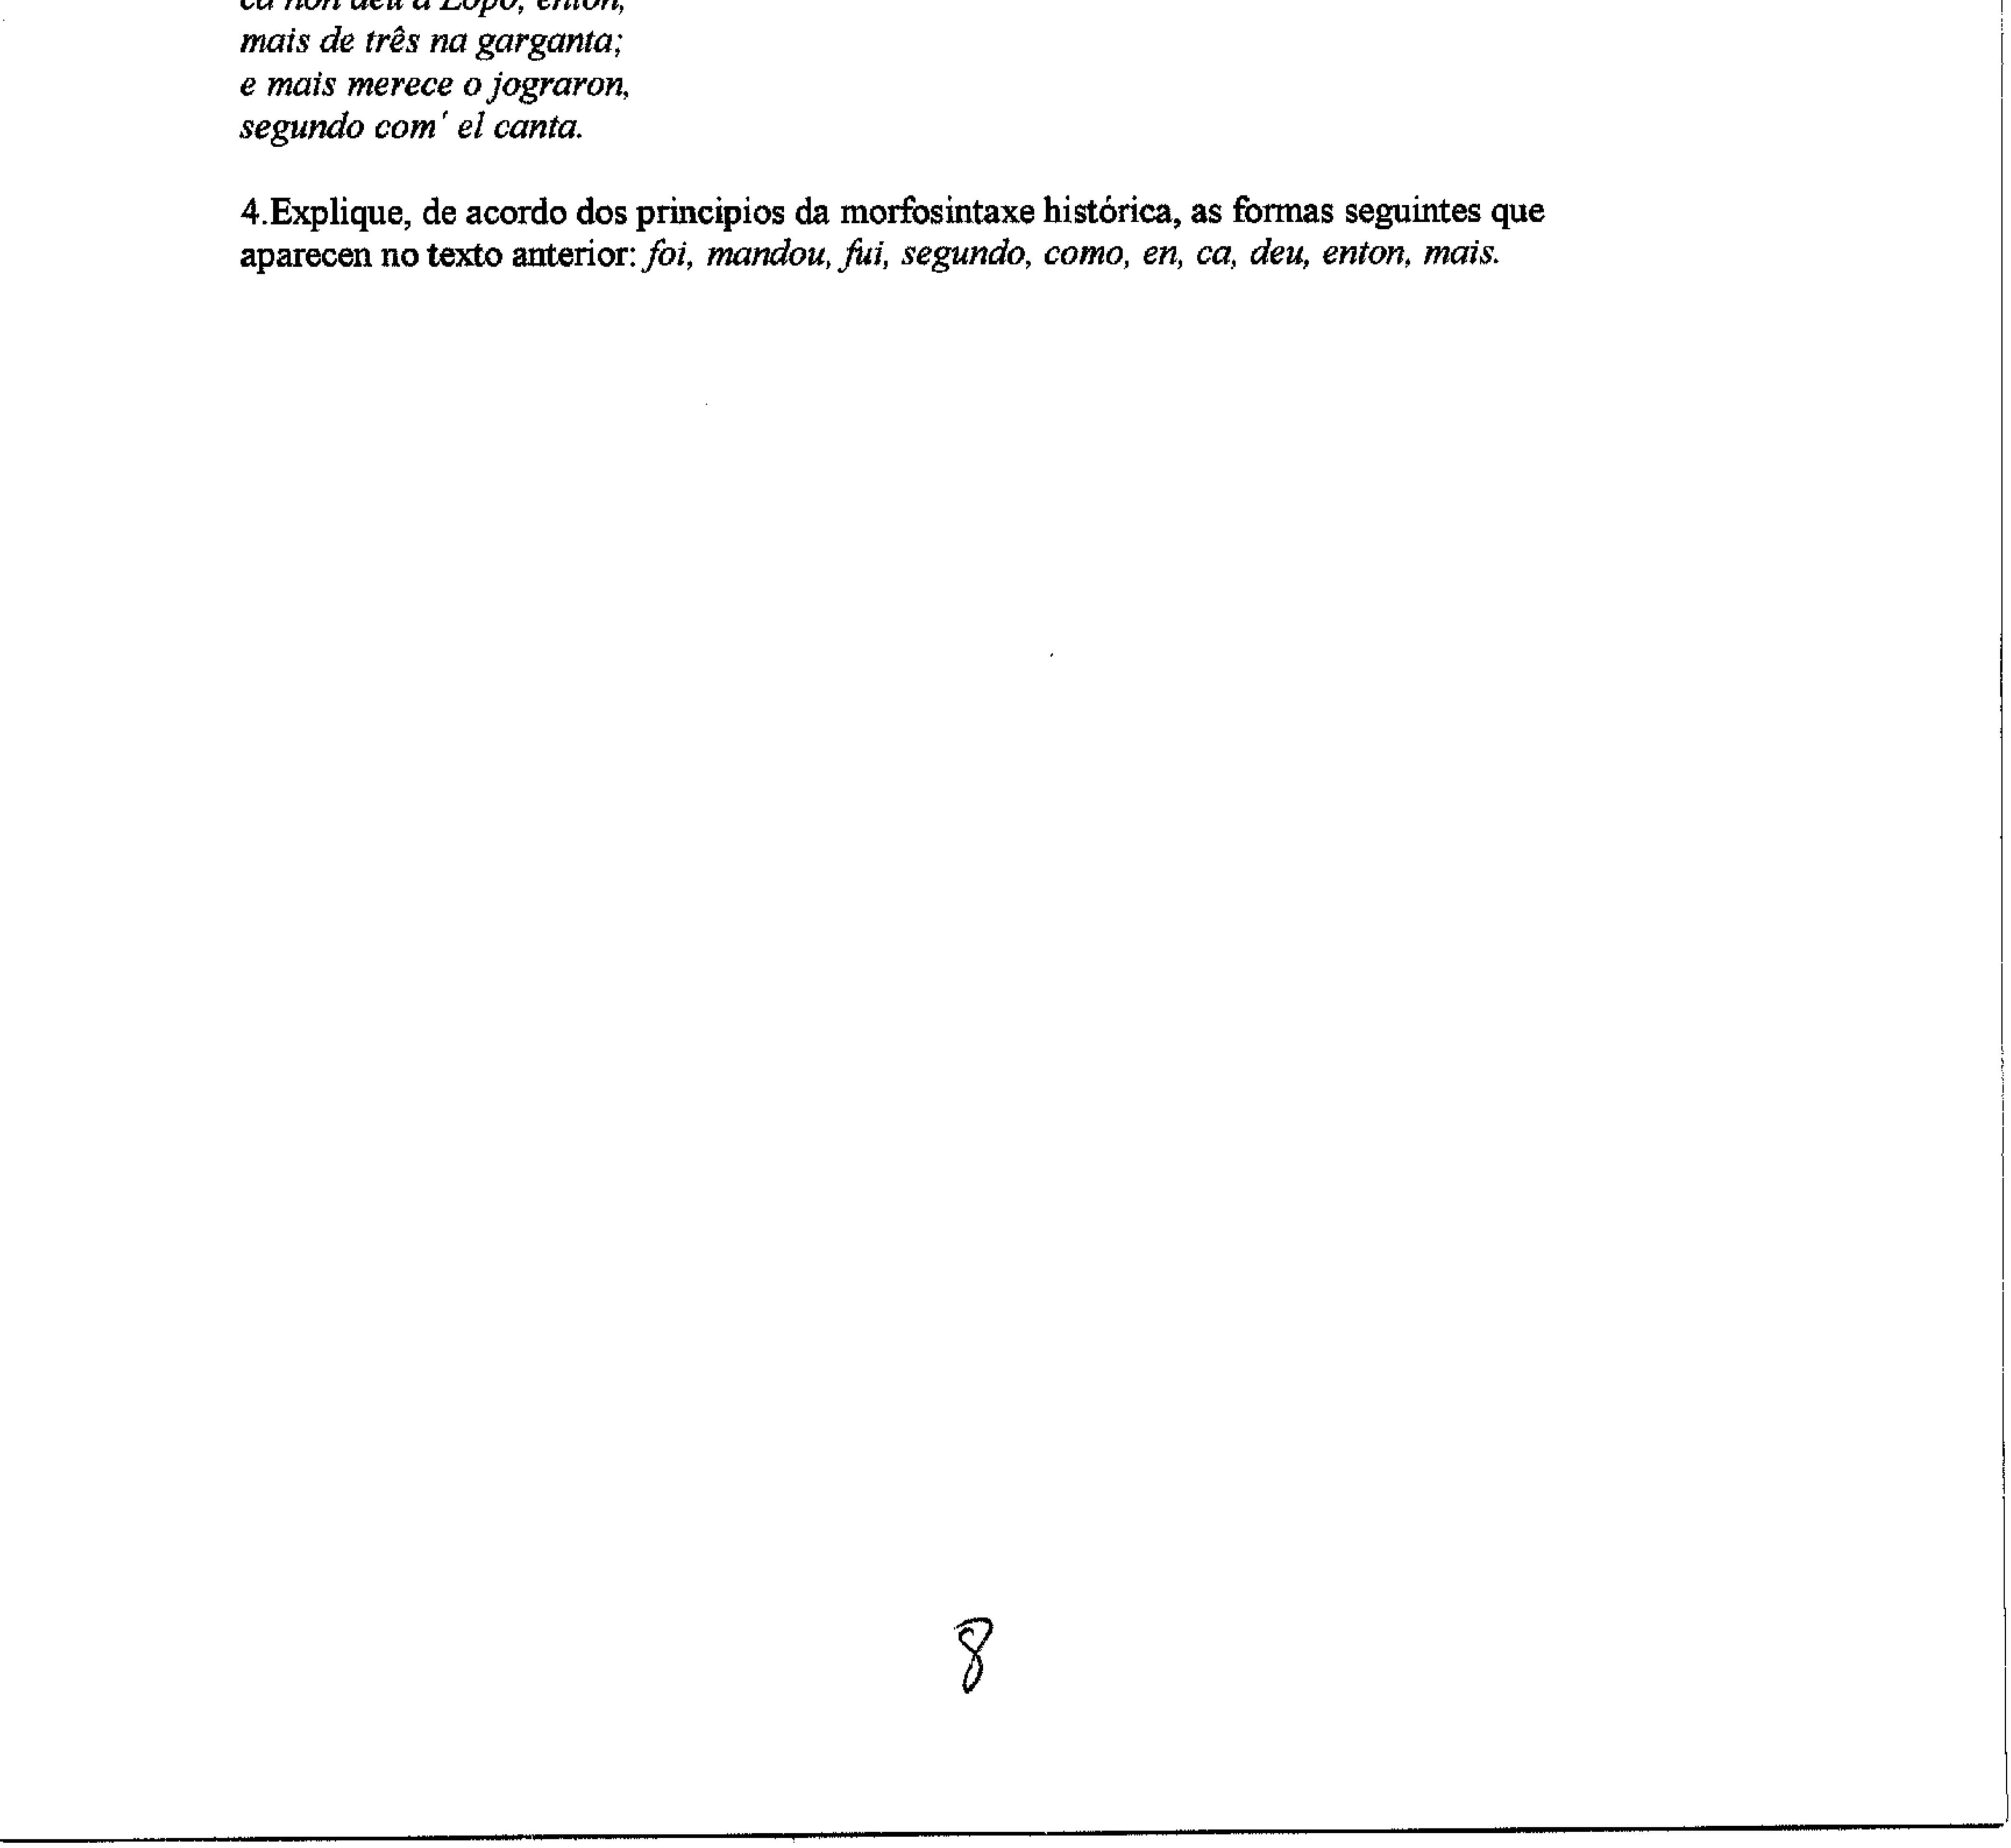 ca non deu a Lopo, enton,
mais de três na garganta;
e mais merece o jograron,
segundo com' el canta.
4.Explique, de acordo dos principios da morfosintaxe histórica, as formas seguintes que
aparecen no texto anterior: foi, mandou, fui, segundo, como, en, ca, deu, enton, mais.
8